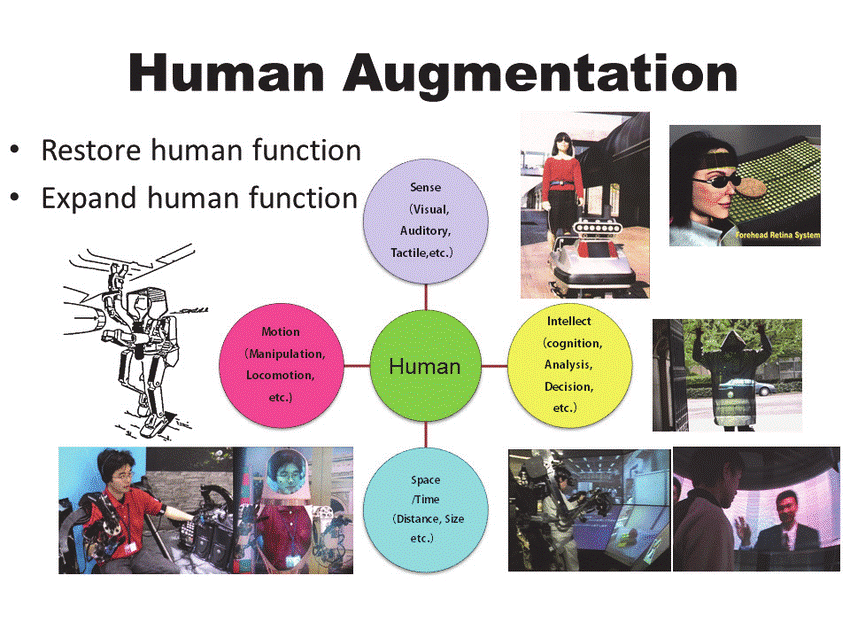 Human Augmentation
• Restore human function
• Expand human function
Sense
(Visual,
Auditory,
Tactile,etc.)
Forehead Retina System
Motion
(Manipulation,
Locomotion,
etc.)
Human
Intellect
(cognition,
Analysis,
Decision,
etc.)
Space
/Time
(Distance, Size
etc.)